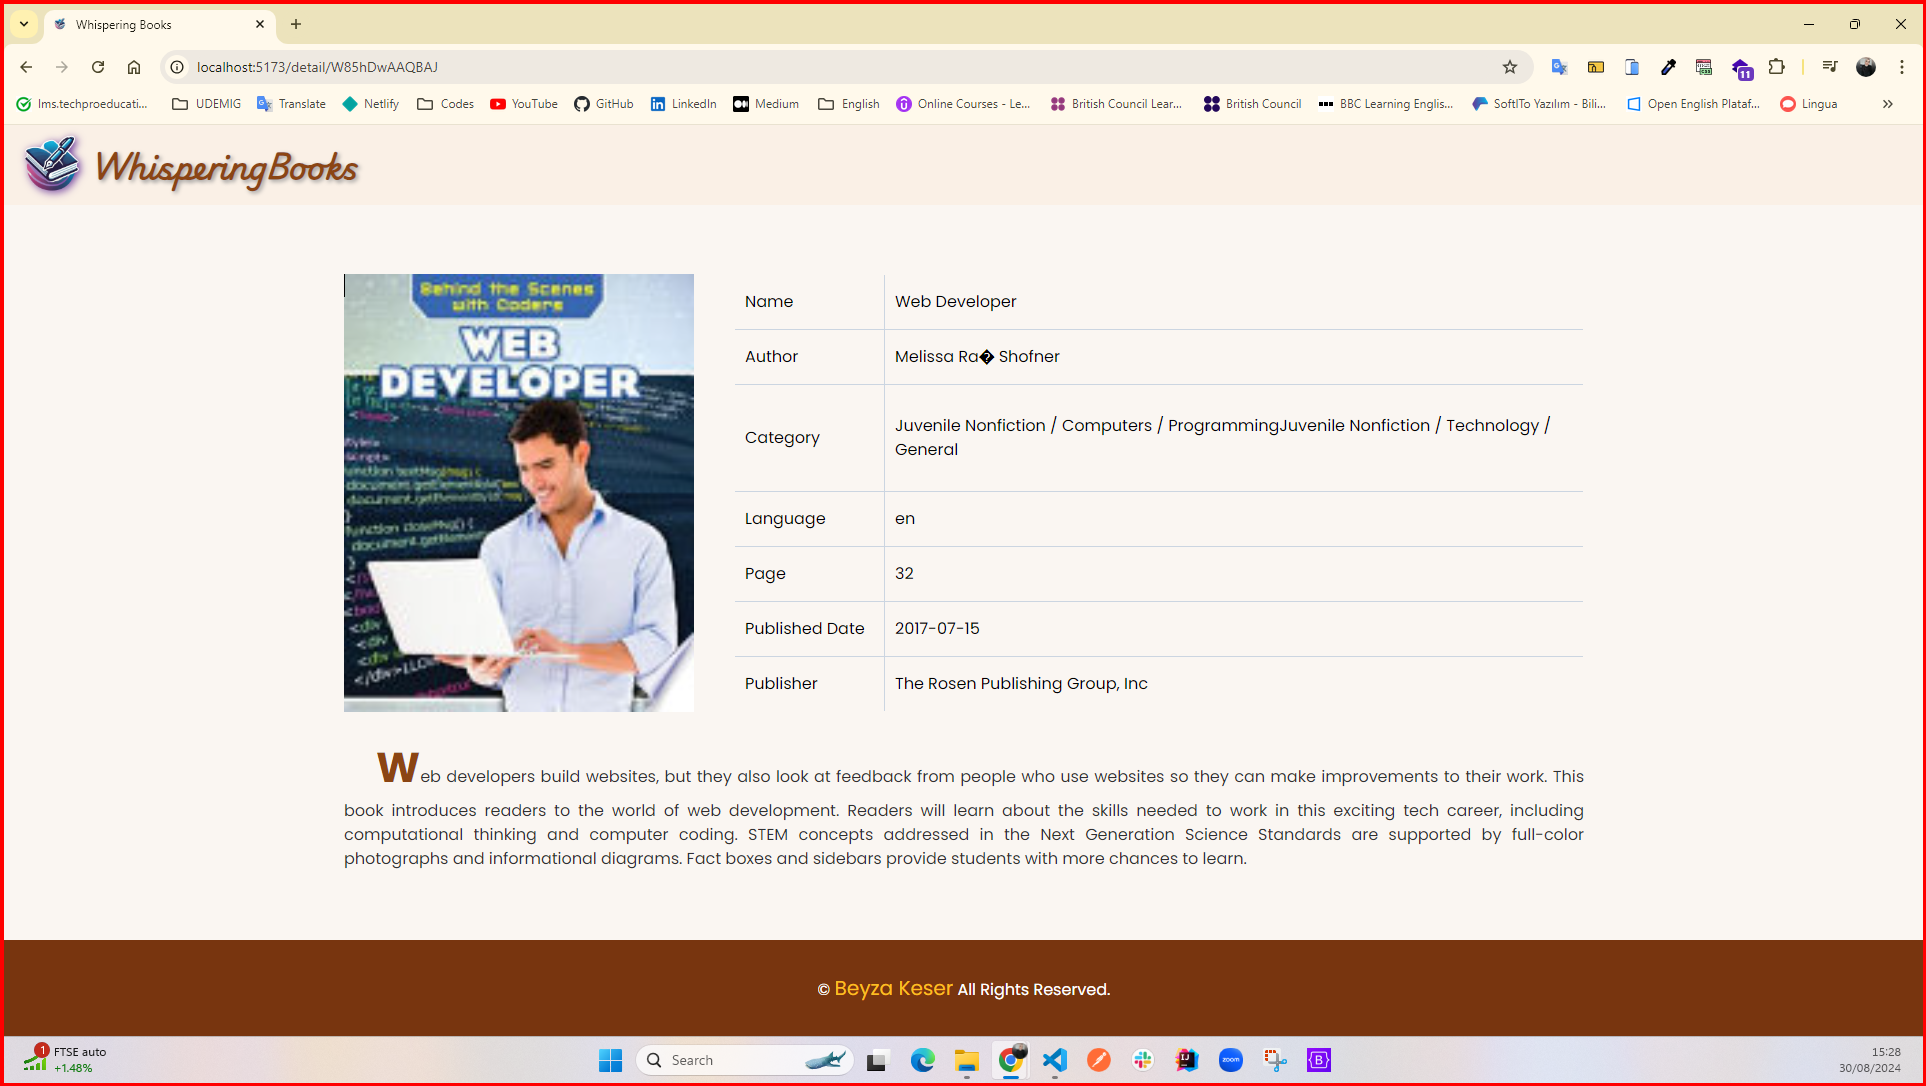 Whispering Books
localhost:5173/detail/W85hDwAAQBAJ
11
lms.techproeducati... UDEMIG Translate Netlify Codes YouTube GitHub LinkedIn Medium English Online Courses - Le... British Council Lear... British Council BBC Learning Englis... SoftITo Yazılım - Bili... Open English Plataf... Lingua
WhisperingBooks
Behind the Scenes
with Coders
WEB
DEVELOPER
Name Web Developer
Author Melissa Ra� Shofner
Category Juvenile Nonfiction / Computers / ProgrammingJuvenile Nonfiction / Technology /
General
Language en
Page 32
Published Date 2017-07-15
Publisher The Rosen Publishing Group, Inc
Web developers build websites, but they also look at feedback from people who use websites so they can make improvements to their work. This
book introduces readers to the world of web development. Readers will learn about the skills needed to work in this exciting tech career, including
computational thinking and computer coding. STEM concepts addressed in the Next Generation Science Standards are supported by full-color
photographs and informational diagrams. Fact boxes and sidebars provide students with more chances to learn.
© Beyza Keser All Rights Reserved.
1 FTSE auto
+1.48%
Search
zoom
15:28
30/08/2024